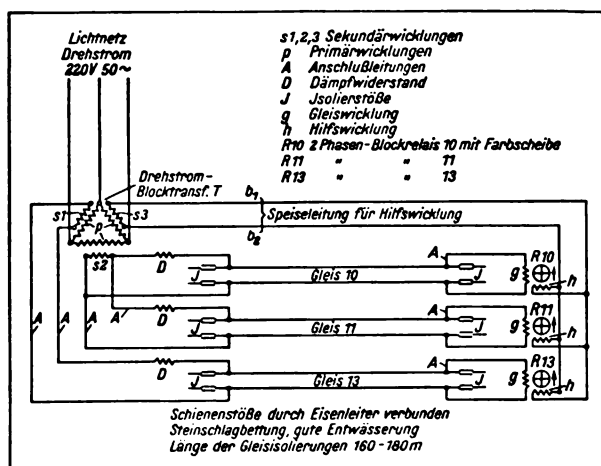 Lichtnetz
Drehstrom
220V 50~
s1,2,3 Sekundärwicklungen
p Primärwicklungen
A Anschlußleitungen
D Dämpfwiderstand
J Jsolierstöße
g Gleiswicklung
h Hilfswicklung
R10 2 Phasen-Blockrelais 10 mit Farbscheibe
R11 " " 11
R13 " " 13
Drehstrom-
Blocktransf. T
b1
s1 p s3
Speiseleitung für Hilfswicklung
b2
s2 D J Gleis 10 A J g R10 h
A A A A
D J Gleis 11 A J g R11 h
D J Gleis 13 A J g R13 h
Schienenstöße durch Eisenleiter verbunden
Steinschlagbettung, gute Entwässerung
Länge der Gleisisolierungen 160-180m